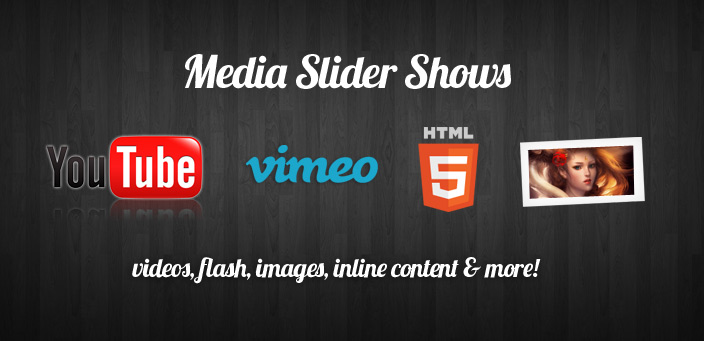 Media Slider Shows
YouTube vimeo HTML 5
videos, flash, images, inline content & more!